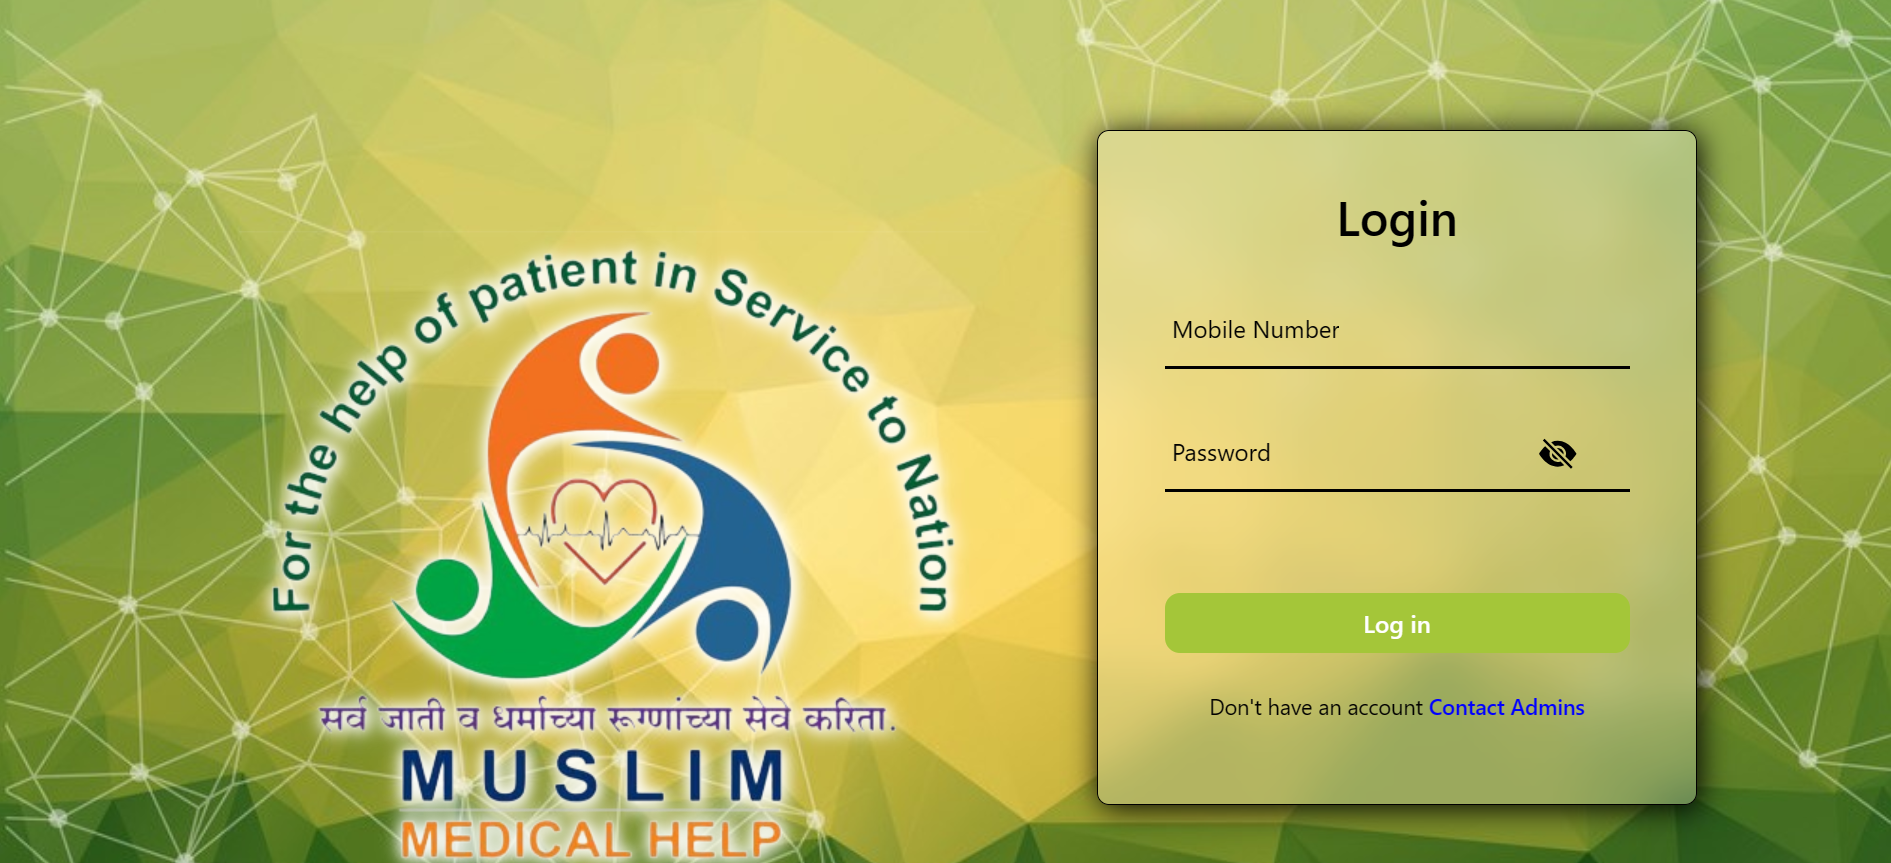 For the help of patient in Service to Nation
सर्व जाती व धर्माच्या रूग्णांच्या सेवे करिता.
MUSLIM
MEDICAL HELP
Login
Mobile Number
Password
Log in
Don't have an account Contact Admins